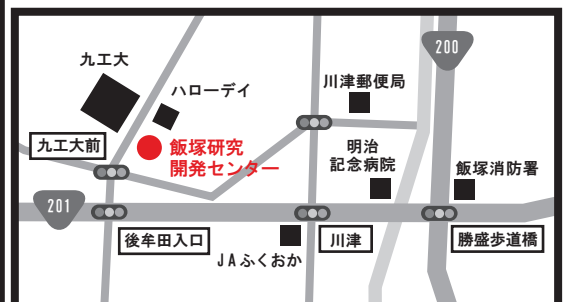 九工大
ハローデイ
200
川津郵便局
九工大前
飯塚研究
開発センター
明治
記念病院
飯塚消防署
201
後牟田入口
JAふくおか
川津
勝盛歩道橋